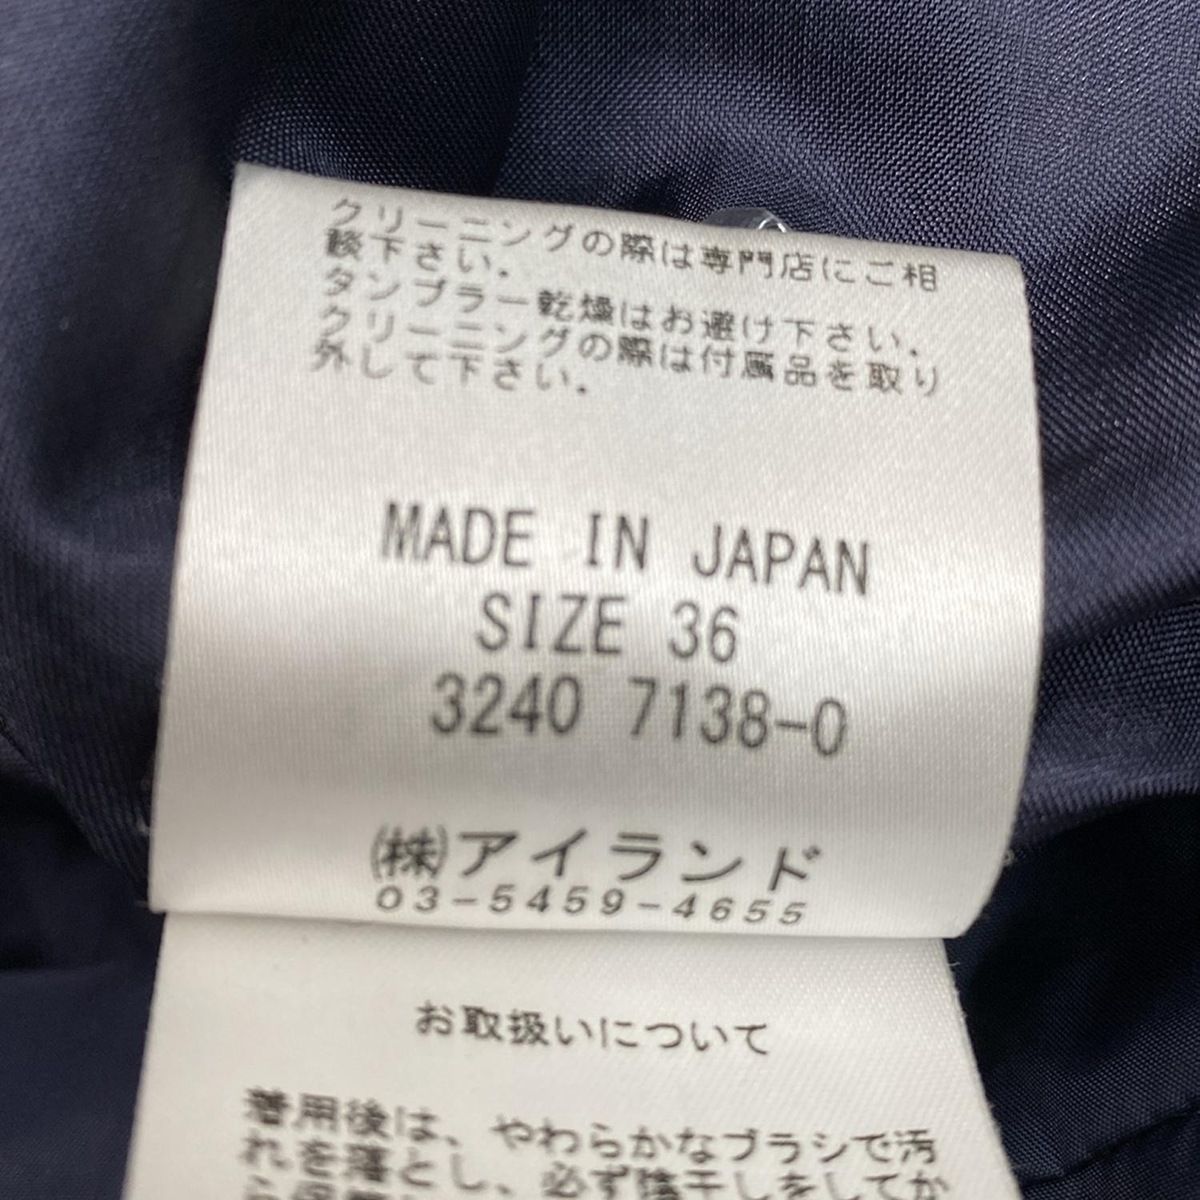 クリーニングの際は専門店にご相
談下さい.
タンブラー乾燥はお避け下さい.
クリーニングの際は付属品を取り
外して下さい.
MADE IN JAPAN
SIZE 36
3240 7138-0
㈱アイランド
03-5459-4655
お取扱いについて
着用後は、やわらかなブラシで汚
れを落とし、必ず陰干しをしてか